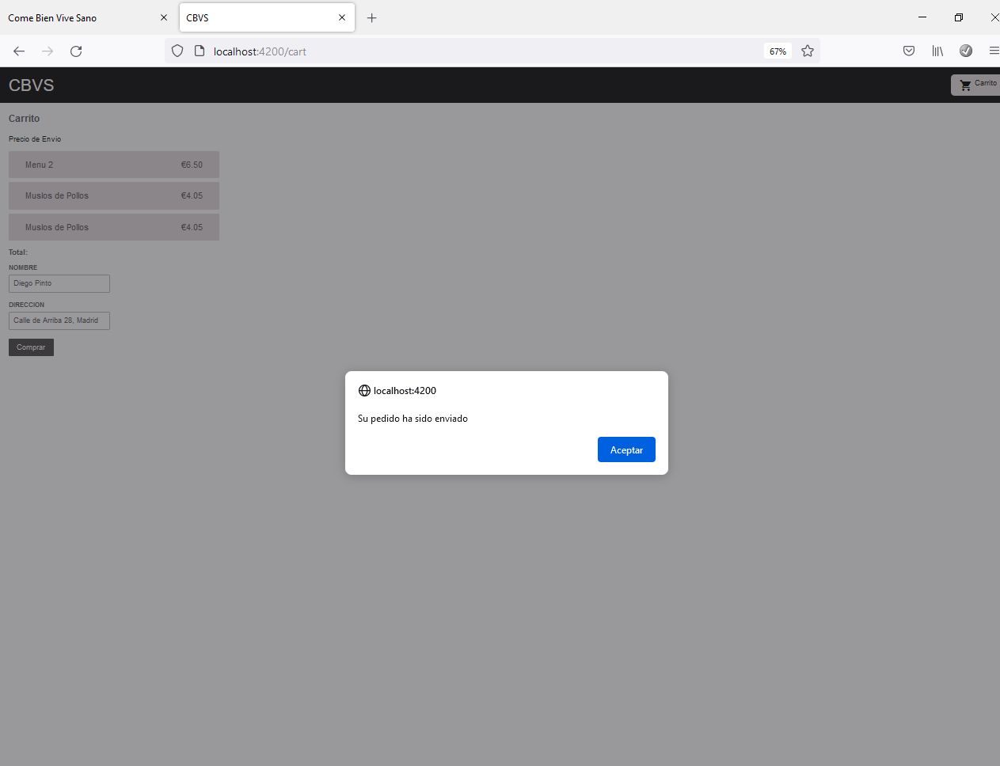 Come Bien Vive Sano
CBVS
localhost:4200/cart
67%
CBVS
Carrito
Carrito
Precio de Envio
Menu 2 €6.50
Muslos de Pollos €4.05
Muslos de Pollos €4.05
Total:
NOMBRE
Diego Pinto
DIRECCION
Calle de Arriba 28, Madrid
Comprar
localhost:4200
Su pedido ha sido enviado
Aceptar